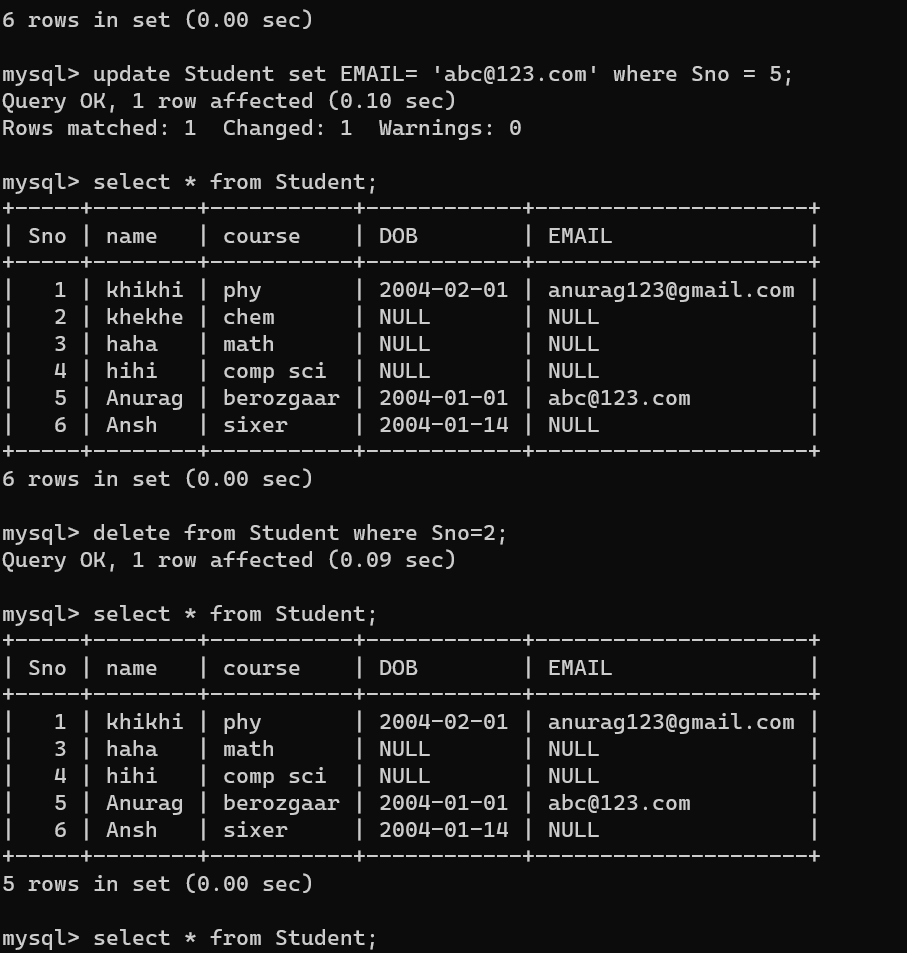 6 rows in set (0.00 sec)
mysql> update Student set EMAIL= 'abc@123.com' where Sno = 5;
Query OK, 1 row affected (0.10 sec)
Rows matched: 1  Changed: 1  Warnings: 0
mysql> select * from Student;
+-----+--------+-----------+------------+---------------------+
| Sno | name   | course    | DOB        | EMAIL               |
+-----+--------+-----------+------------+---------------------+
|   1 | khikhi | phy       | 2004-02-01 | anurag123@gmail.com |
|   2 | khekhe | chem      | NULL       | NULL                |
|   3 | haha   | math      | NULL       | NULL                |
|   4 | hihi   | comp sci  | NULL       | NULL                |
|   5 | Anurag | berozgaar | 2004-01-01 | abc@123.com         |
|   6 | Ansh   | sixer     | 2004-01-14 | NULL                |
+-----+--------+-----------+------------+---------------------+
6 rows in set (0.00 sec)
mysql> delete from Student where Sno=2;
Query OK, 1 row affected (0.09 sec)
mysql> select * from Student;
+-----+--------+-----------+------------+---------------------+
| Sno | name   | course    | DOB        | EMAIL               |
+-----+--------+-----------+------------+---------------------+
|   1 | khikhi | phy       | 2004-02-01 | anurag123@gmail.com |
|   3 | haha   | math      | NULL       | NULL                |
|   4 | hihi   | comp sci  | NULL       | NULL                |
|   5 | Anurag | berozgaar | 2004-01-01 | abc@123.com         |
|   6 | Ansh   | sixer     | 2004-01-14 | NULL                |
+-----+--------+-----------+------------+---------------------+
5 rows in set (0.00 sec)
mysql> select * from Student;